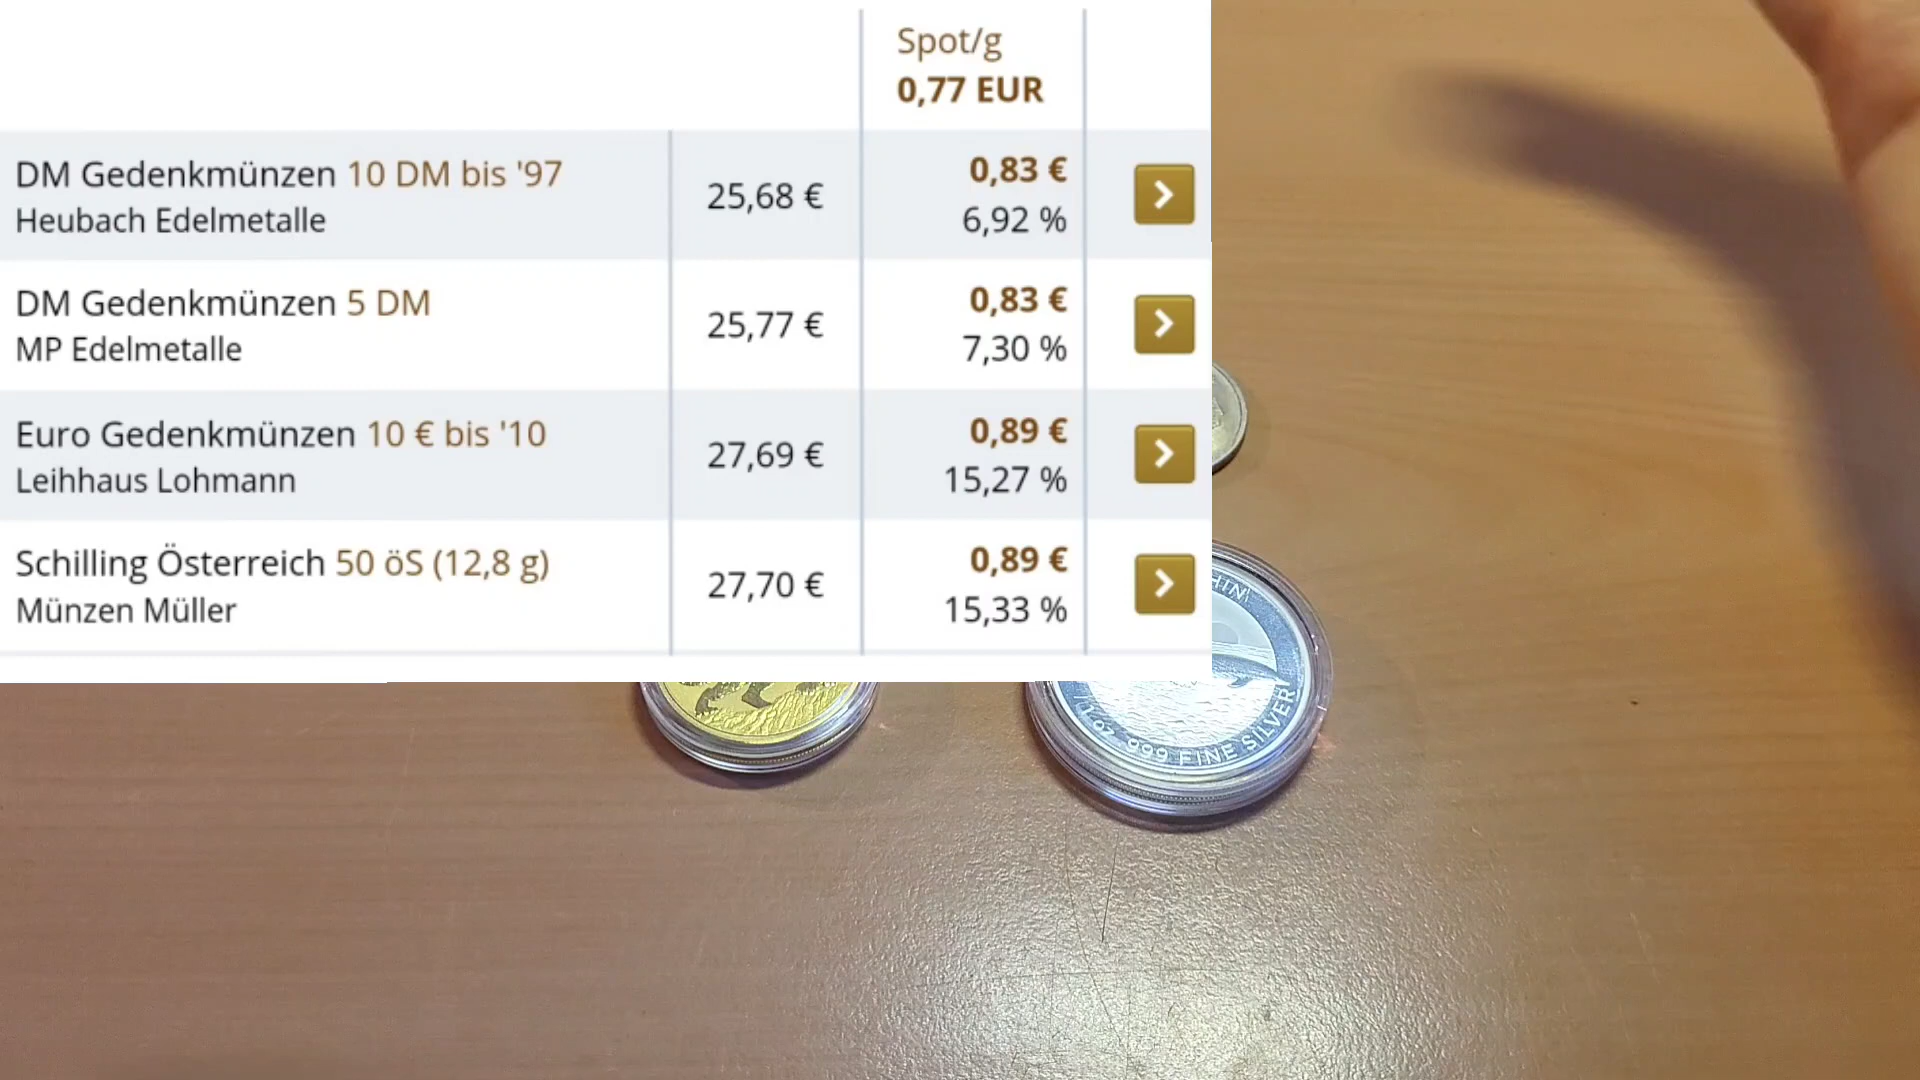 Spot/g
0,77 EUR
DM Gedenkmünzen 10 DM bis '97
Heubach Edelmetalle
25,68 €
0,83 €
6,92 %
DM Gedenkmünzen 5 DM
MP Edelmetalle
25,77 €
0,83 €
7,30 %
Euro Gedenkmünzen 10 € bis '10
Leihhaus Lohmann
27,69 €
0,89 €
15,27 %
Schilling Österreich 50 öS (12,8 g)
Münzen Müller
27,70 €
0,89 €
15,33 %
1 oz 999 FINE SILVER